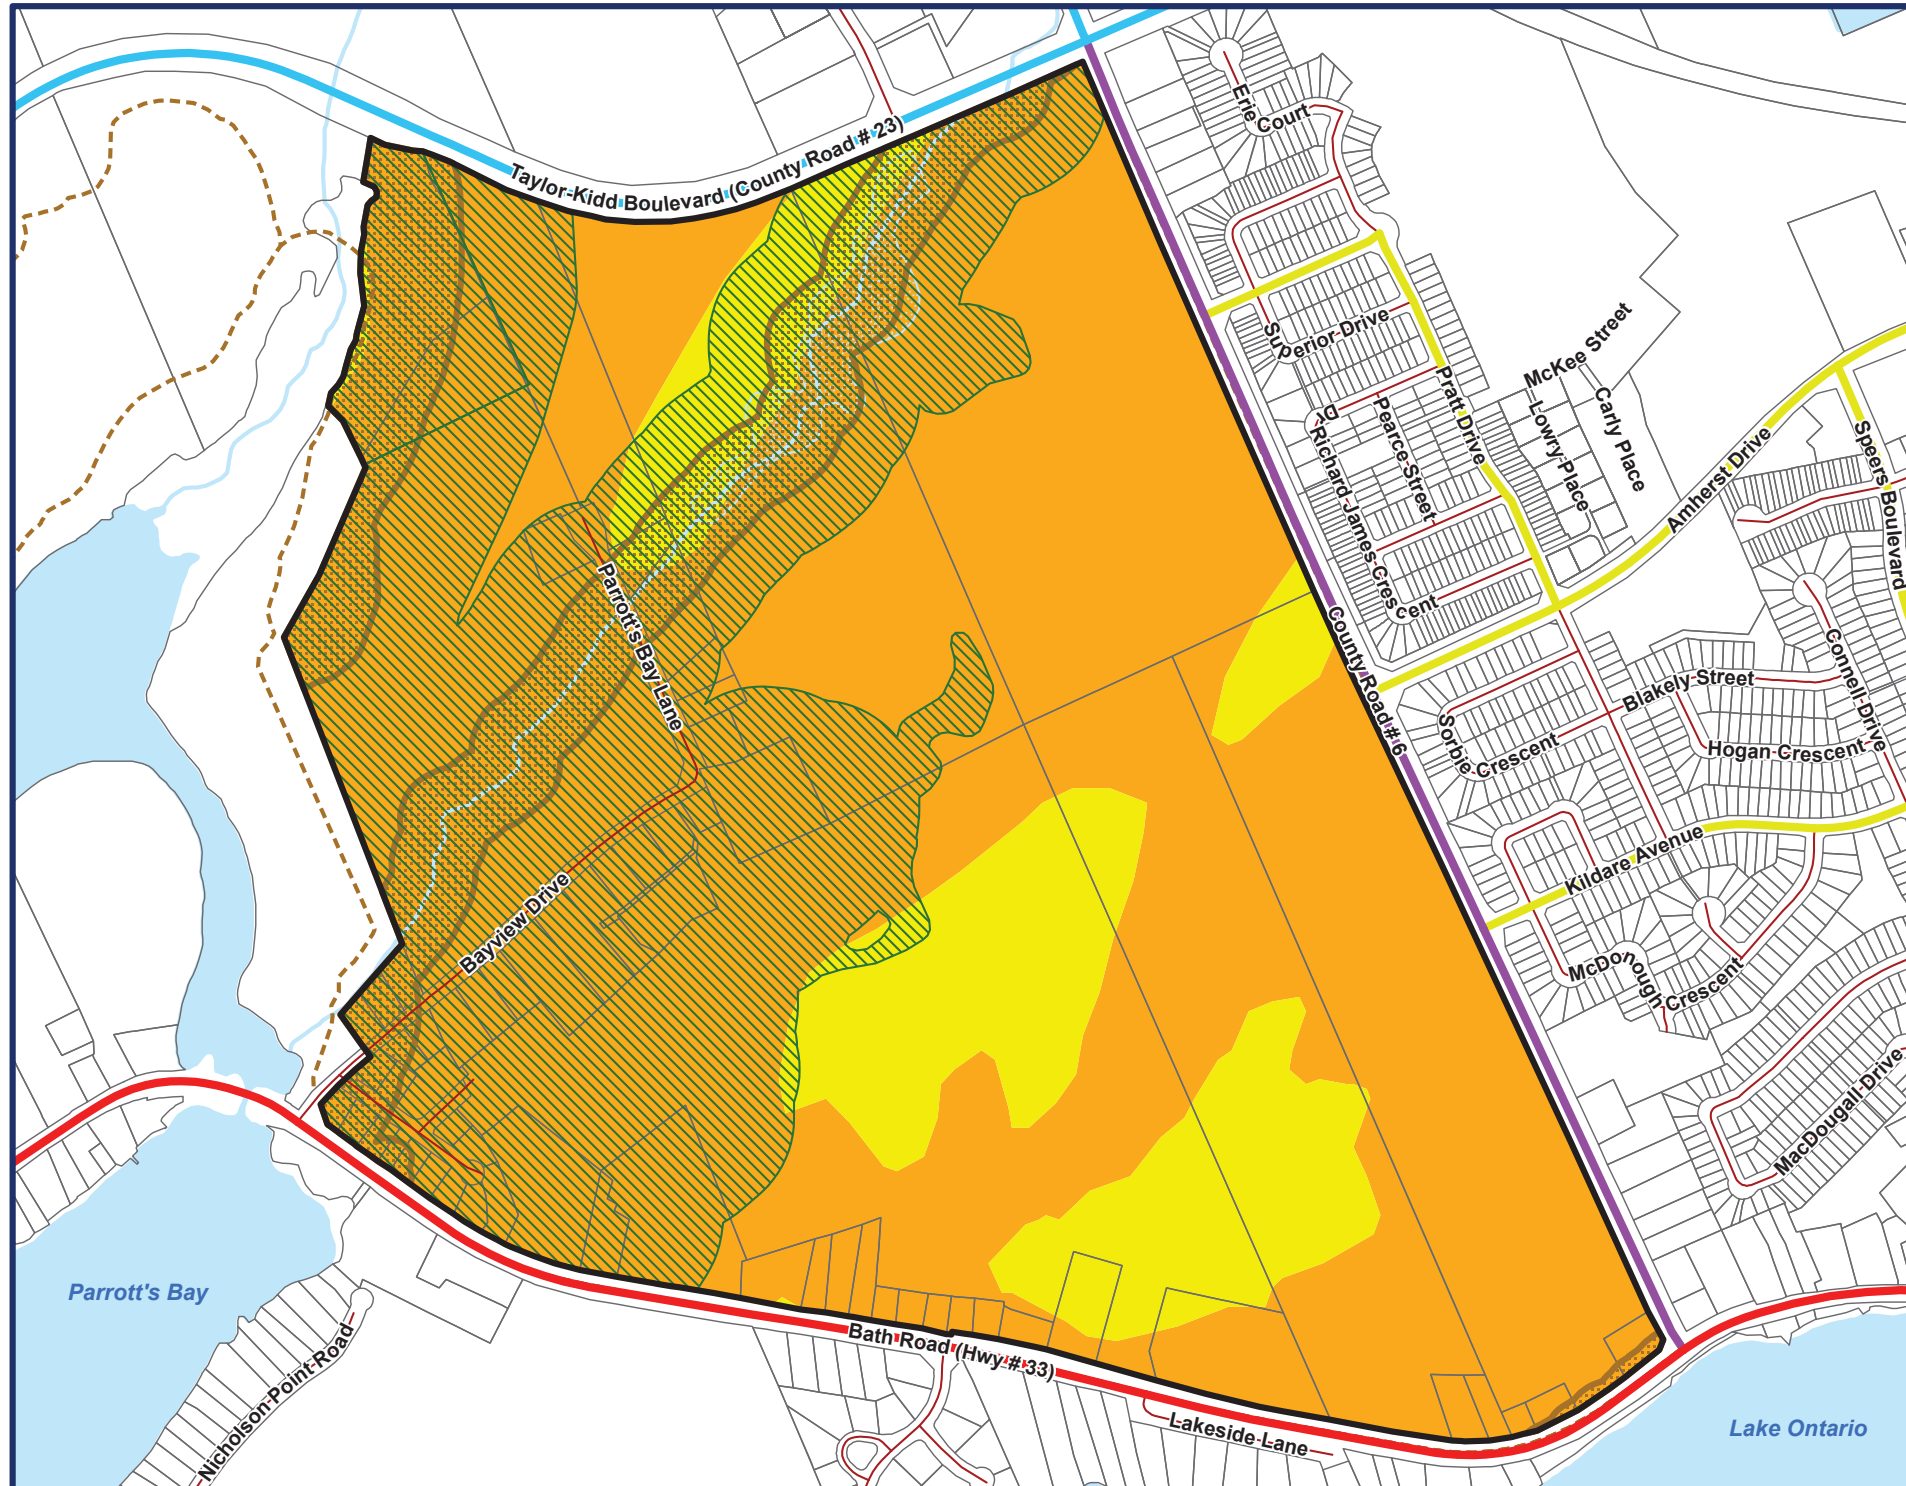 Erie Court
Taylor-Kidd Boulevard (County Road # 23)
Superior Drive
McKee Street
Pratt Drive
Carly Place
Lowry Place
Pearce Street
Dr
Richard James Crescent
Amherst Drive
Speers Boulevard
Parrott's Bay Lane
County Road # 6
Connell Drive
Blakely Street
Sorbie Crescent
Hogan Crescent
Kildare Avenue
Bayview Drive
McDonough Crescent
MacDougall Drive
Parrott's Bay
Nicholson Point Road
Bath Road (Hwy # 33)
Lakeside Lane
Lake Ontario